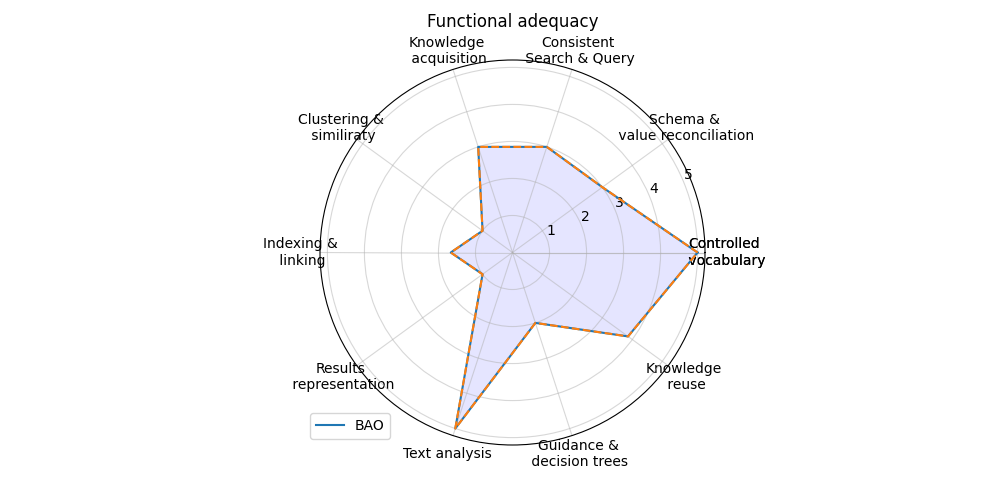 Functional adequacy
Knowledge
acquisition
Consistent
Search & Query
Clustering &
similiraty
Schema &
value reconciliation
5
4
3
2
1
Indexing &
linking
Controlled
vocabulary
Results
representation
Knowledge
reuse
BAO
Text analysis
Guidance &
decision trees